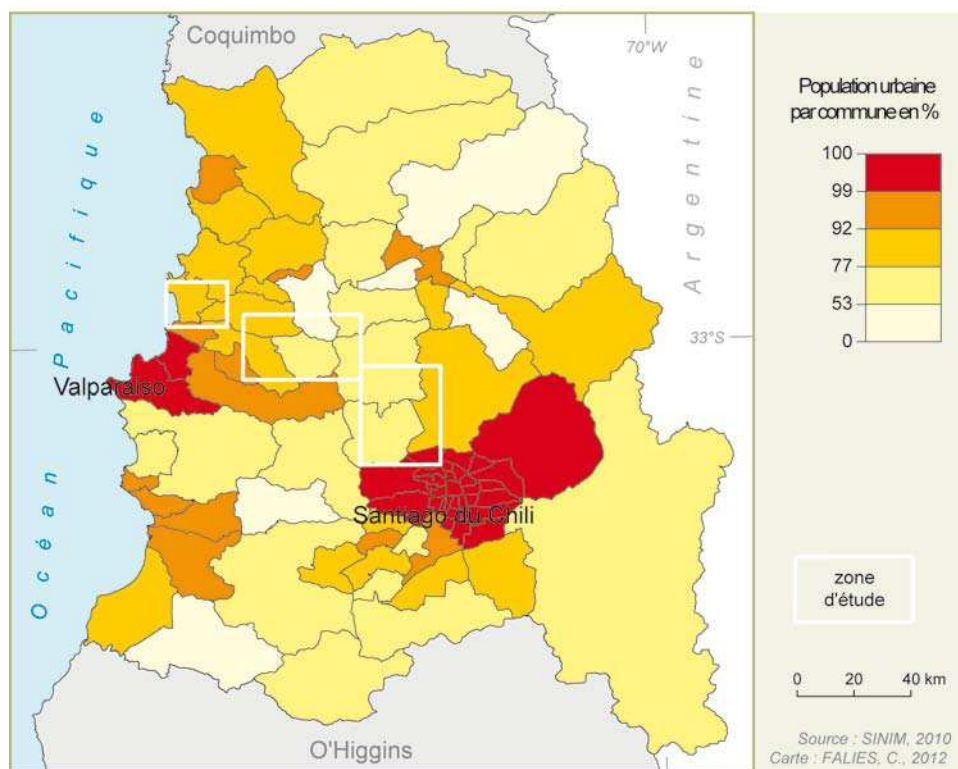 Coquimbo
70°W
Argentine
Océan Pacifique
33°S
Valparaiso
Santiago du Chili
O'Higgins
Population urbaine
par commune en %
100
99
92
77
53
0
zone
d'étude
0 20 40 km
Source : SINIM, 2010
Carte : FALIES, C., 2012